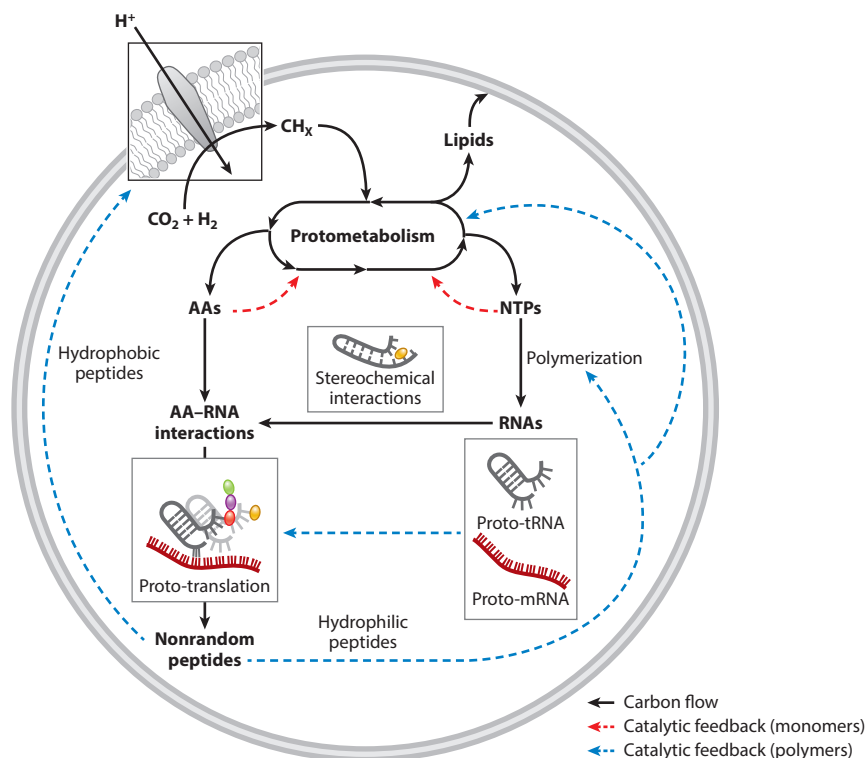 H⁺
CHX
Lipids
CO₂ + H₂
Protometabolism
AAs
NTPs
Hydrophobic
peptides
Stereochemical
interactions
Polymerization
AA–RNA
interactions
RNAs
Proto-tRNA
Proto-translation
Proto-mRNA
Nonrandom
peptides
Hydrophilic
peptides
Carbon flow
Catalytic feedback (monomers)
Catalytic feedback (polymers)